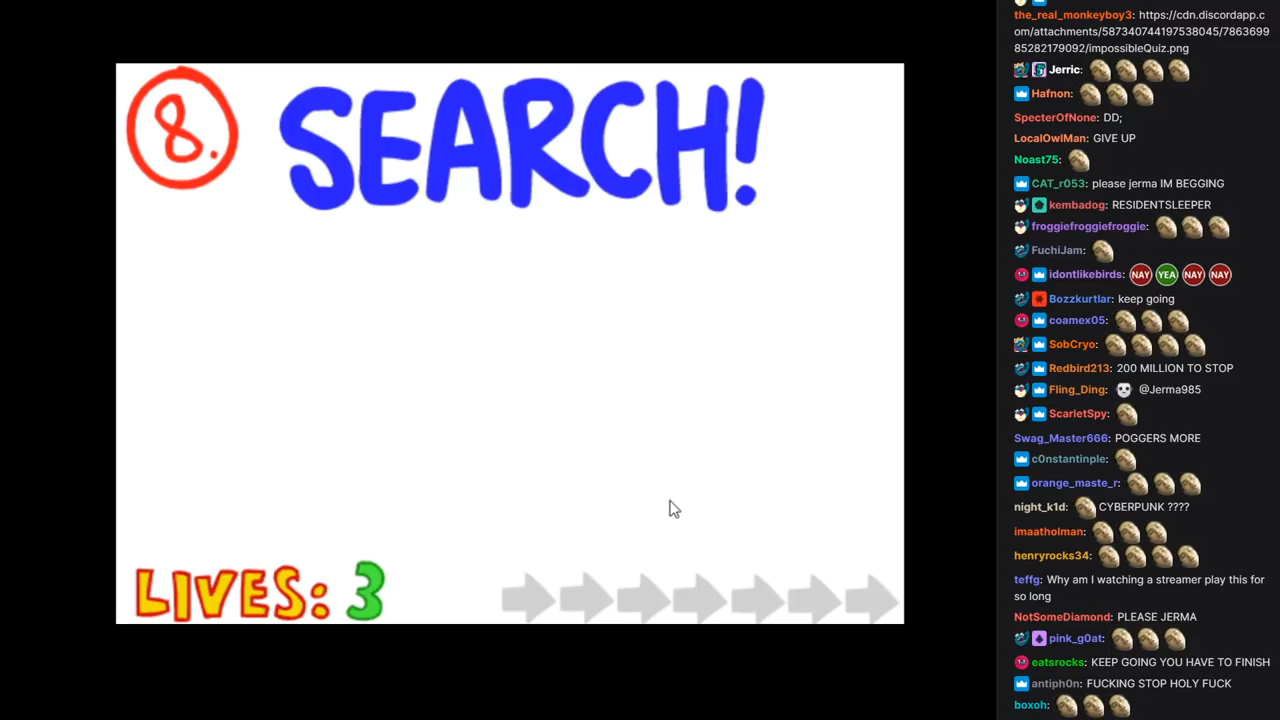 8.
SEARCH!
LIVES: 3
the_real_monkeyboy3: https://cdn.discordapp.c
om/attachments/587340744197538045/7863699
85282179092/impossibleQuiz.png
Jerric:
Hafnon:
SpecterOfNone: DD;
LocalOwlMan: GIVE UP
Noast75:
CAT_r053: please jerma IM BEGGING
kembadog: RESIDENTSLEEPER
froggiefroggiefroggie:
FuchiJam:
idontlikebirds: NAY YEA NAY NAY
Bozzkurtlar: keep going
coamex05:
SobCryo:
Redbird213: 200 MILLION TO STOP
Fling_Ding: @Jerma985
ScarletSpy:
Swag_Master666: POGGERS MORE
c0nstantinple:
orange_maste_r:
night_k1d: CYBERPUNK ????
imaatholman:
henryrocks34:
teffg: Why am I watching a streamer play this for
so long
NotSomeDiamond: PLEASE JERMA
pink_g0at:
eatsrocks: KEEP GOING YOU HAVE TO FINISH
antiph0n: FUCKING STOP HOLY FUCK
boxoh: